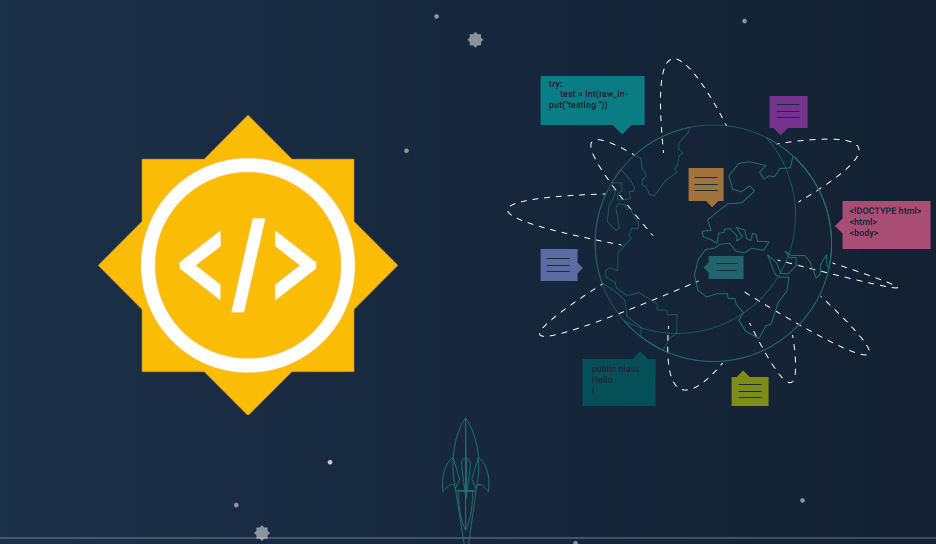 try:
test = int(raw_in-
put("testing "))
</>
<!DOCTYPE html>
<html>
<body>
public class
Hello
{